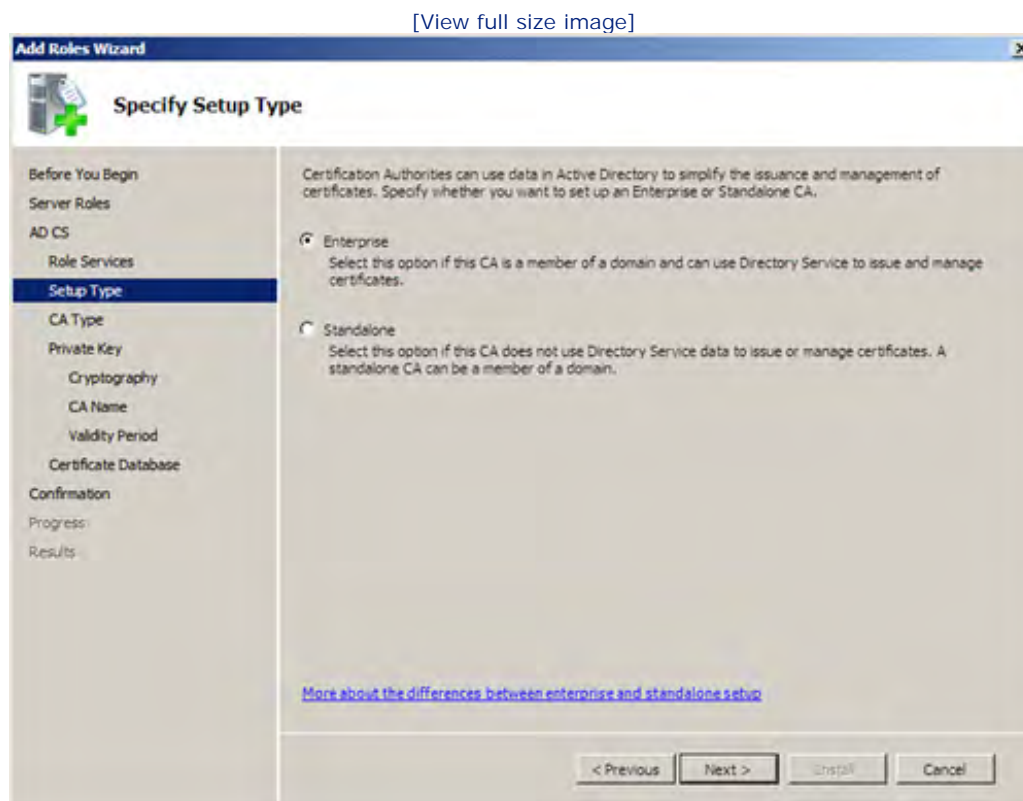 [View full size image]
Add Roles Wizard
Specify Setup Type
Before You Begin
Server Roles
AD CS
Role Services
Setup Type
CA Type
Private Key
Cryptography
CA Name
Validity Period
Certificate Database
Confirmation
Progress
Results
Certification Authorities can use data in Active Directory to simplify the issuance and management of
certificates. Specify whether you want to set up an Enterprise or Standalone CA.
Enterprise
Select this option if this CA is a member of a domain and can use Directory Service to issue and manage
certificates.
Standalone
Select this option if this CA does not use Directory Service data to issue or manage certificates. A
standalone CA can be a member of a domain.
More about the differences between enterprise and standalone setup
< Previous Next > Install Cancel